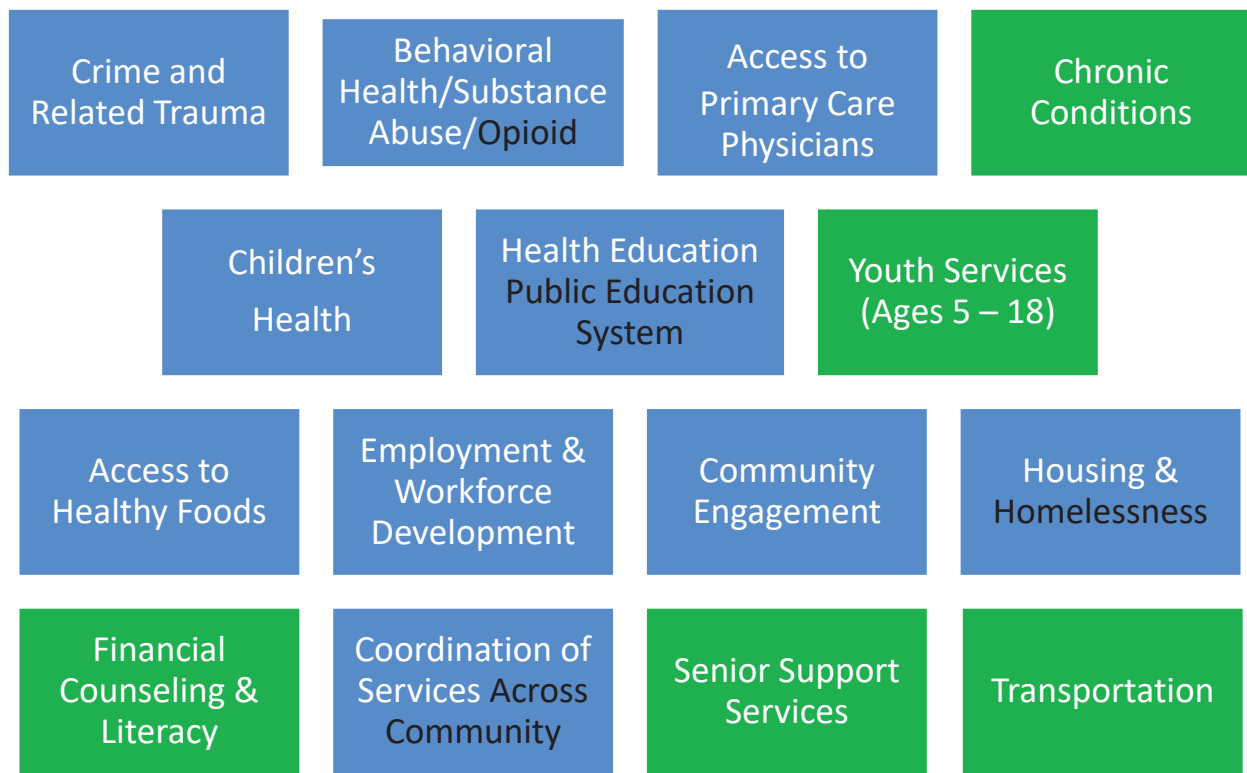 Crime and
Related Trauma
Behavioral
Health/Substance
Abuse/Opioid
Access to
Primary Care
Physicians
Chronic
Conditions
Children’s
Health
Health Education
Public Education
System
Youth Services
(Ages 5 – 18)
Access to
Healthy Foods
Employment &
Workforce
Development
Community
Engagement
Housing &
Homelessness
Financial
Counseling &
Literacy
Coordination of
Services Across
Community
Senior Support
Services
Transportation